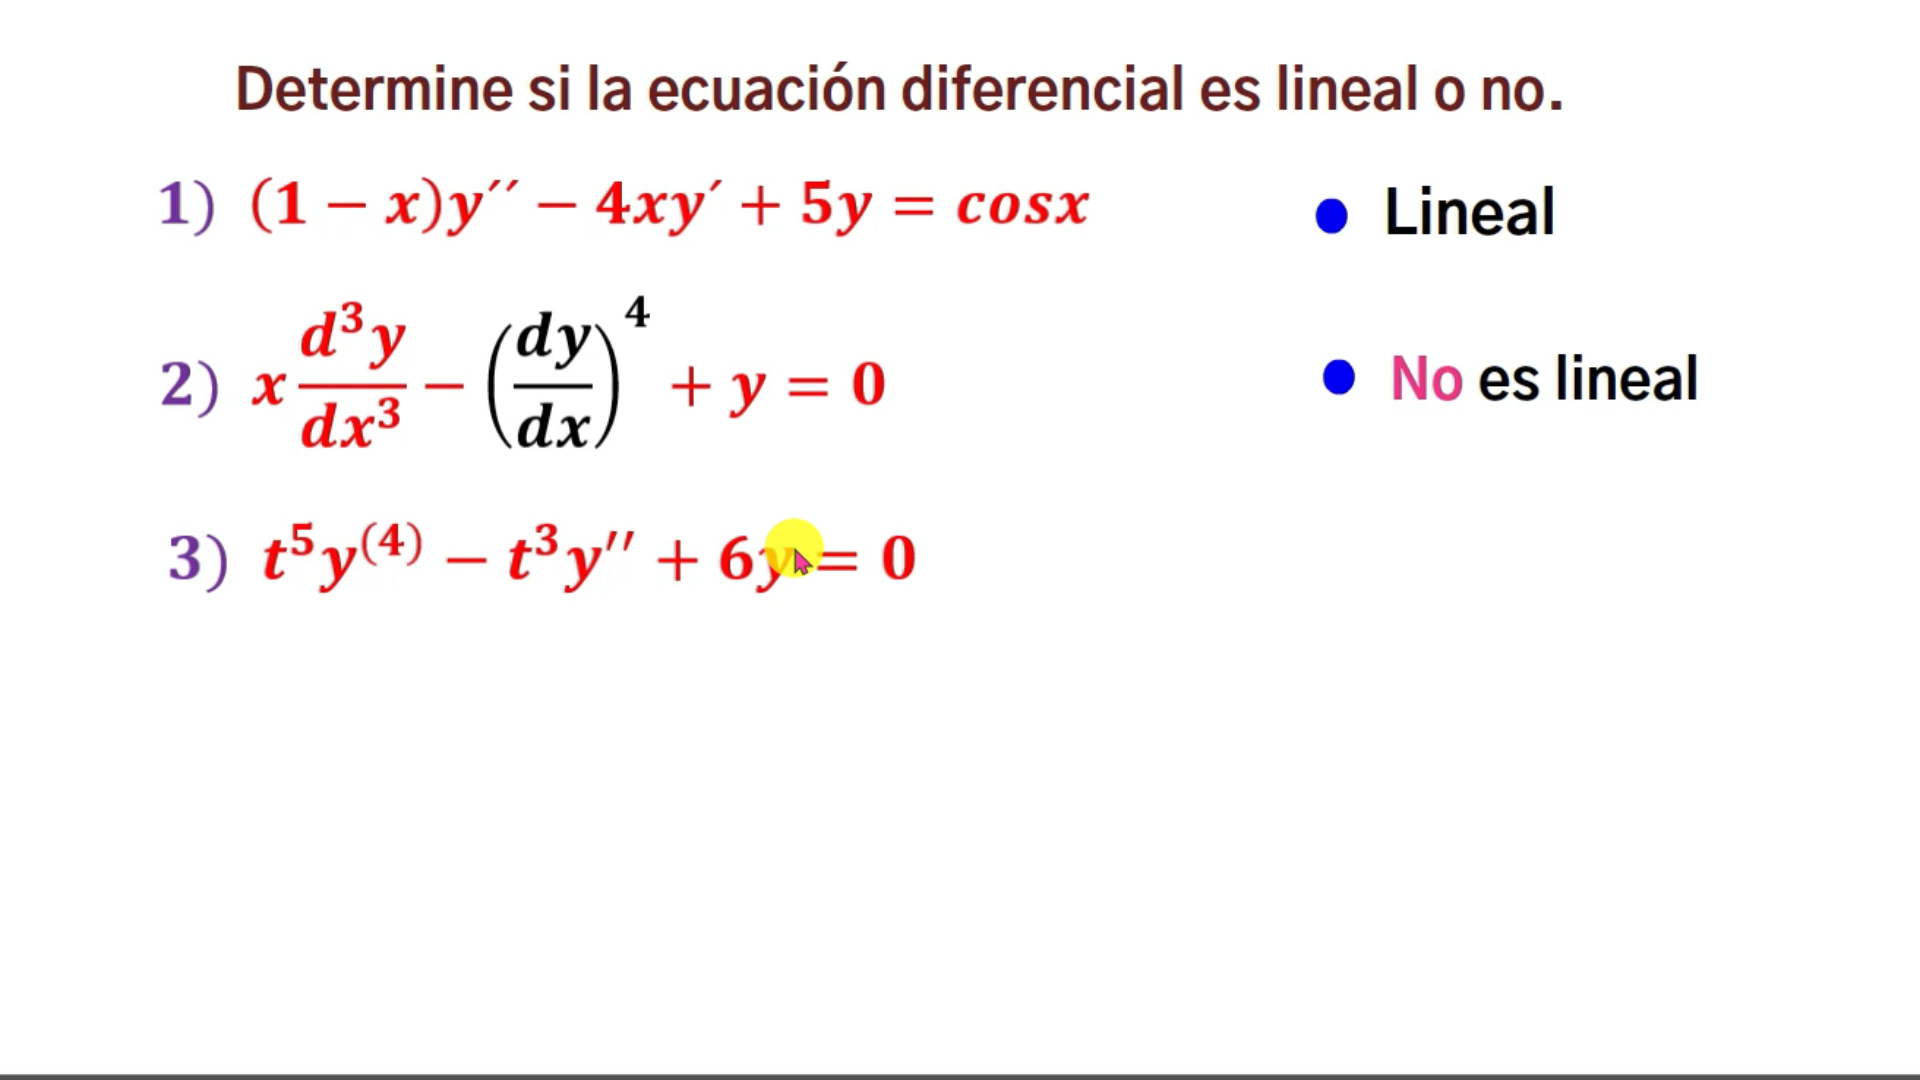 Determine si la ecuación diferencial es lineal o no.
1) (1 − x)y´´ − 4xy´ + 5y = cosx
• Lineal
2) x d³y/dx³ − (dy/dx)⁴ + y = 0
• No es lineal
3) t⁵y⁽⁴⁾ − t³y′′ + 6y = 0